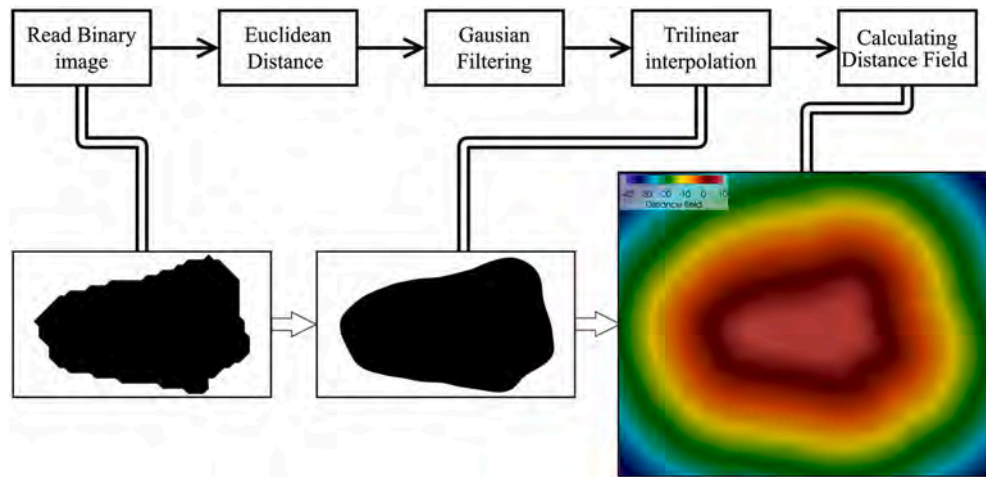 Read Binary
image
Euclidean
Distance
Gausian
Filtering
Trilinear
interpolation
Calculating
Distance Field
-10 0 10
Distance field